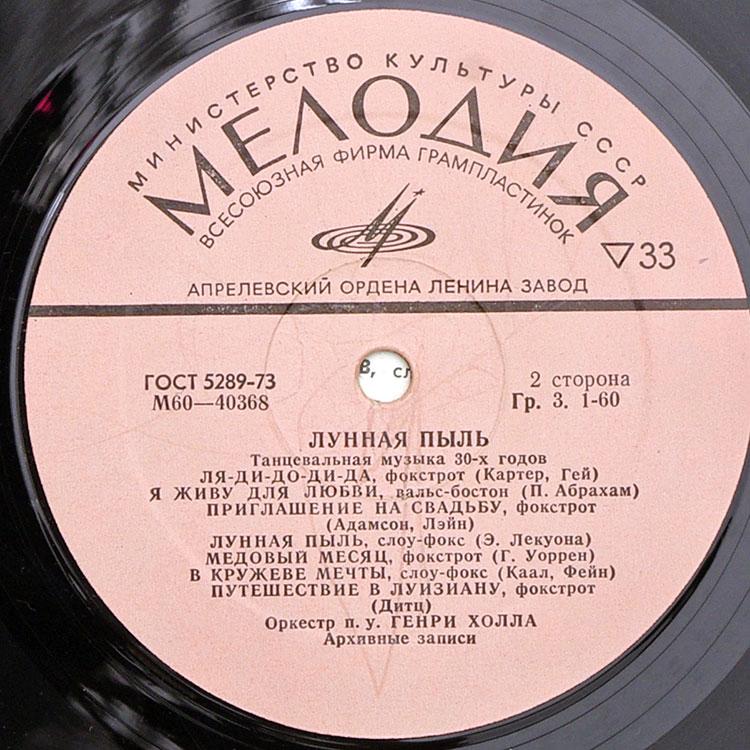 МИНИСТЕРСТВО КУЛЬТУРЫ СССР
МЕЛОДИЯ
ВСЕСОЮЗНАЯ ФИРМА ГРАМПЛАСТИНОК
▽33
АПРЕЛЕВСКИЙ ОРДЕНА ЛЕНИНА ЗАВОД
В, сл
ГОСТ 5289-73
М60—40368
2 сторона
Гр. 3. 1-60
ЛУННАЯ ПЫЛЬ
Танцевальная музыка 30-х годов
ЛЯ-ДИ-ДО-ДИ-ДА, фокстрот (Картер, Гей)
Я ЖИВУ ДЛЯ ЛЮБВИ, вальс-бостон (П. Абрахам)
ПРИГЛАШЕНИЕ НА СВАДЬБУ, фокстрот
(Адамсон, Лэйн)
ЛУННАЯ ПЫЛЬ, слоу-фокс (Э. Лекуона)
МЕДОВЫЙ МЕСЯЦ, фокстрот (Г. Уоррен)
В КРУЖЕВЕ МЕЧТЫ, слоу-фокс (Каал, Фейн)
ПУТЕШЕСТВИЕ В ЛУИЗИАНУ, фокстрот
(Дитц)
Оркестр п. у. ГЕНРИ ХОЛЛА
Архивные записи